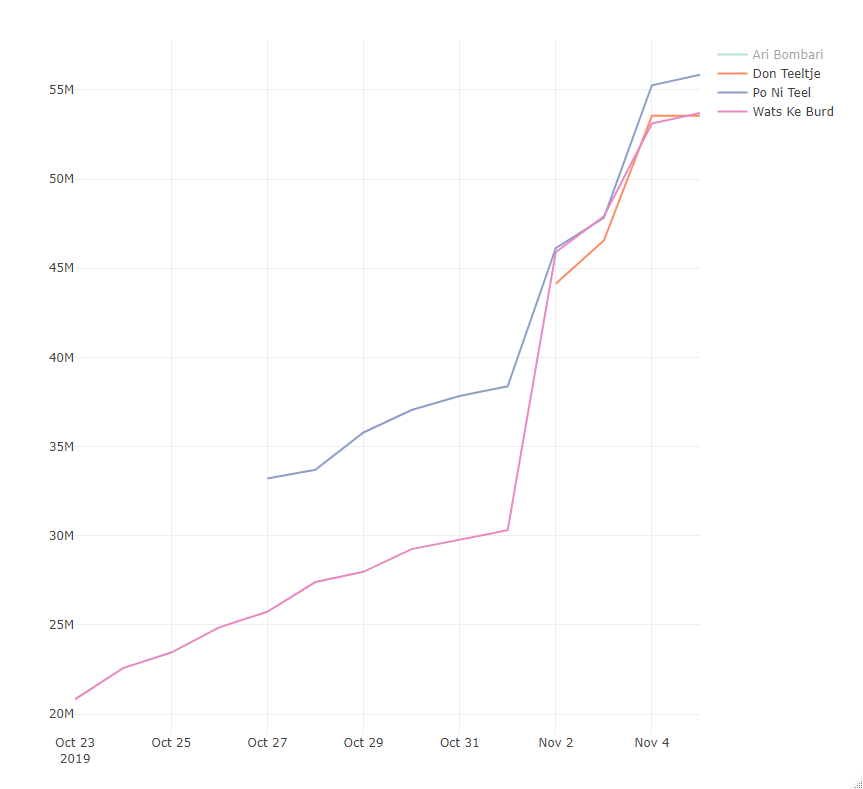 Ari Bombari
Don Teeltje
Po Ni Teel
Wats Ke Burd
55M
50M
45M
40M
35M
30M
25M
20M
Oct 23 Oct 25 Oct 27 Oct 29 Oct 31 Nov 2 Nov 4
2019